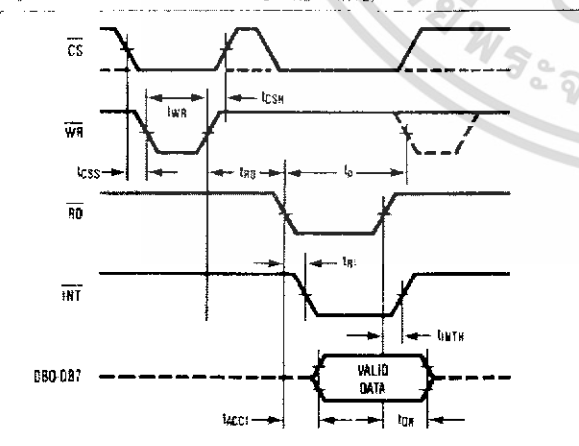 CS
tWR
tCSH
WR
tCSS
tRD
tP
RD
tRI
INT
tINTH
DB0-DB7
VALID
DATA
tACC1
tDH